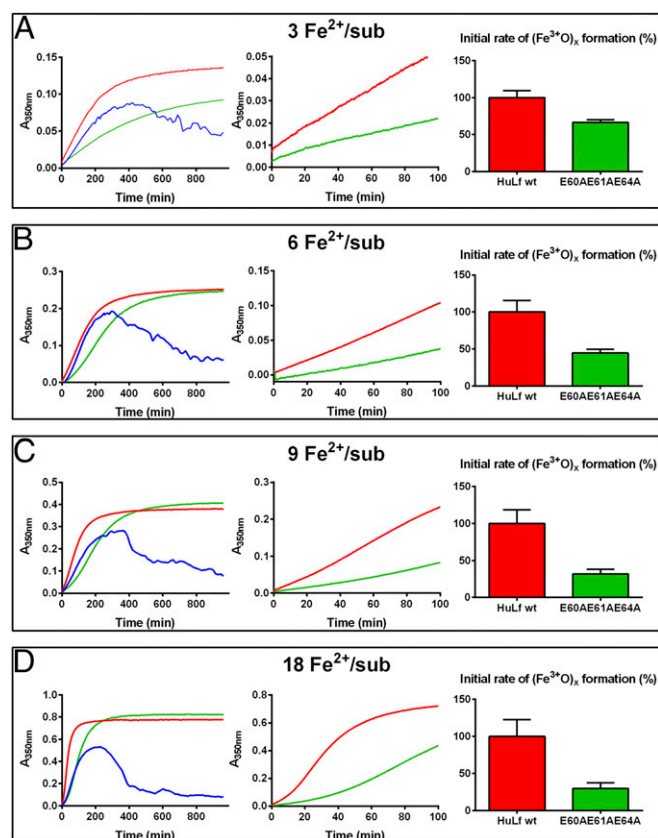 A
3 Fe²⁺/sub
Initial rate of (Fe³⁺O)ₓ formation (%)
A₃₅₀nm
0.15
0.10
0.05
0.00
0 200 400 600 800
Time (min)
A₃₅₀nm
0.05
0.04
0.03
0.02
0.01
0.00
0 20 40 60 80 100
Time (min)
150
100
50
0
HuLf wt E60AE61AE64A
B
6 Fe²⁺/sub
Initial rate of (Fe³⁺O)ₓ formation (%)
A₃₅₀nm
0.3
0.2
0.1
0.0
0 200 400 600 800
Time (min)
A₃₅₀nm
0.15
0.10
0.05
0.00
0 20 40 60 80 100
Time (min)
150
100
50
0
HuLf wt E60AE61AE64A
C
9 Fe²⁺/sub
Initial rate of (Fe³⁺O)ₓ formation (%)
A₃₅₀nm
0.5
0.4
0.3
0.2
0.1
0.0
0 200 400 600 800
Time (min)
A₃₅₀nm
0.3
0.2
0.1
0.0
0 20 40 60 80 100
Time (min)
150
100
50
0
HuLf wt E60AE61AE64A
D
18 Fe²⁺/sub
Initial rate of (Fe³⁺O)ₓ formation (%)
A₃₅₀nm
1.0
0.8
0.6
0.4
0.2
0.0
0 200 400 600 800
Time (min)
A₃₅₀nm
0.8
0.6
0.4
0.2
0.0
0 20 40 60 80 100
Time (min)
150
100
50
0
HuLf wt E60AE61AE64A